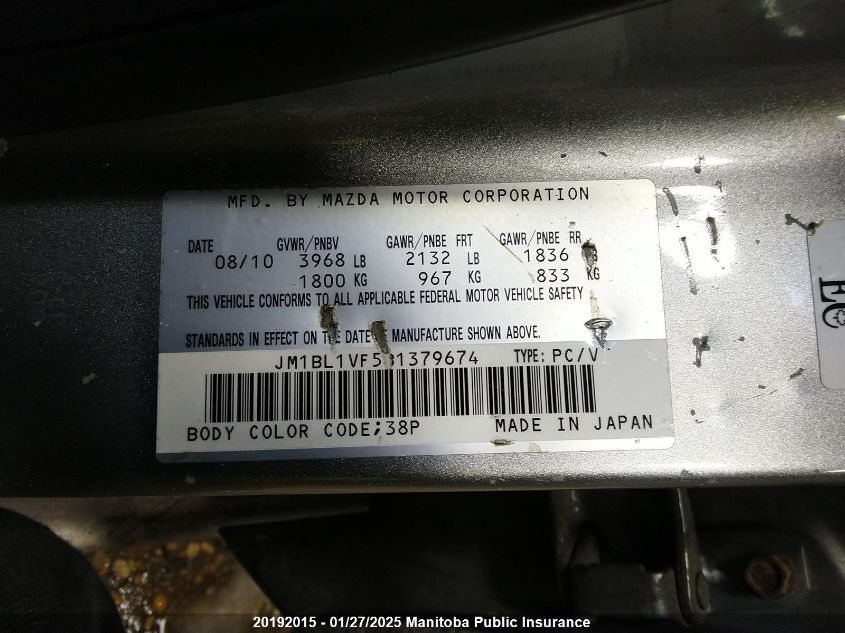 MFD. BY MAZDA MOTOR CORPORATION
DATE GVWR/PNBV GAWR/PNBE FRT GAWR/PNBE RR
08/10 3968 LB 2132 LB 1836
1800 KG 967 KG 833 KG
THIS VEHICLE CONFORMS TO ALL APPLICABLE FEDERAL MOTOR VEHICLE SAFETY
STANDARDS IN EFFECT ON THE DATE OF MANUFACTURE SHOWN ABOVE.
JM1BL1VF5B1379674 TYPE: PC/V
BODY COLOR CODE;38P MADE IN JAPAN
20192015 - 01/27/2025 Manitoba Public Insurance